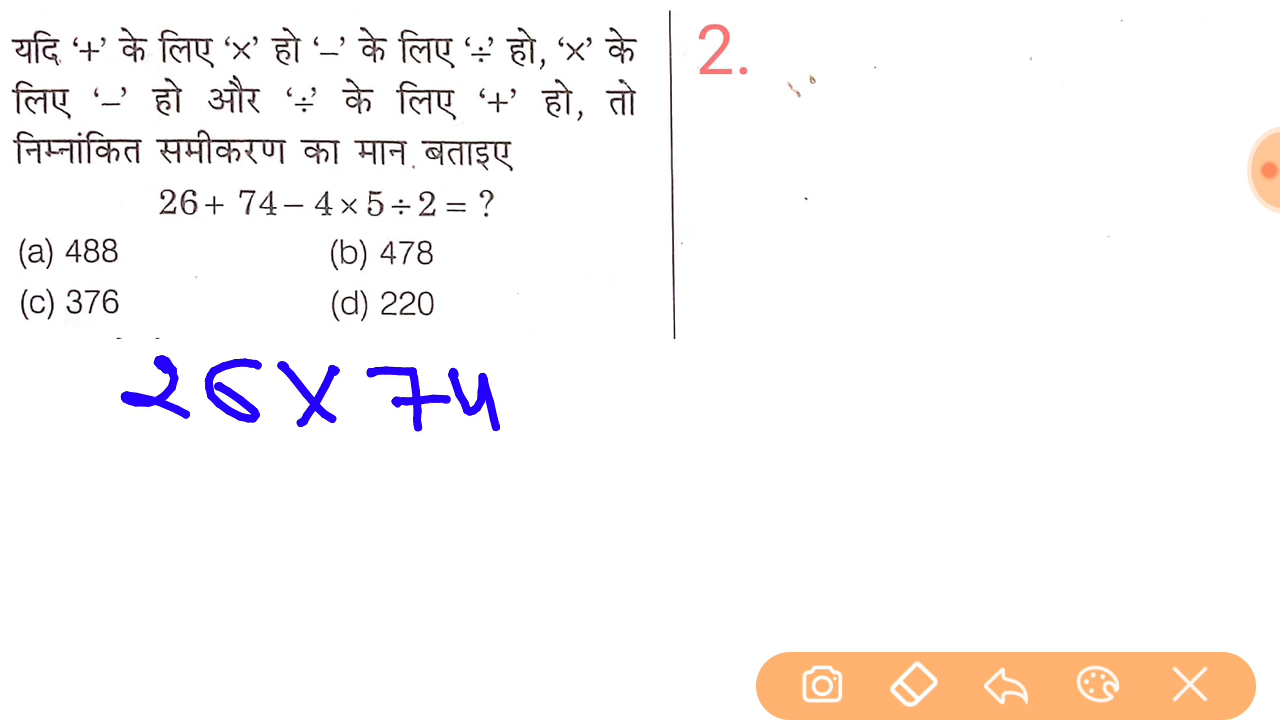 यदि ‘+’ के लिए ‘×’ हो ‘–’ के लिए ‘÷’ हो, ‘×’ के
लिए ‘–’ हो और ‘÷’ के लिए ‘+’ हो, तो
निम्नांकित समीकरण का मान बताइए
26 + 74 – 4 × 5 ÷ 2 = ?
(a) 488 (b) 478
(c) 376 (d) 220
2.
26 × 74